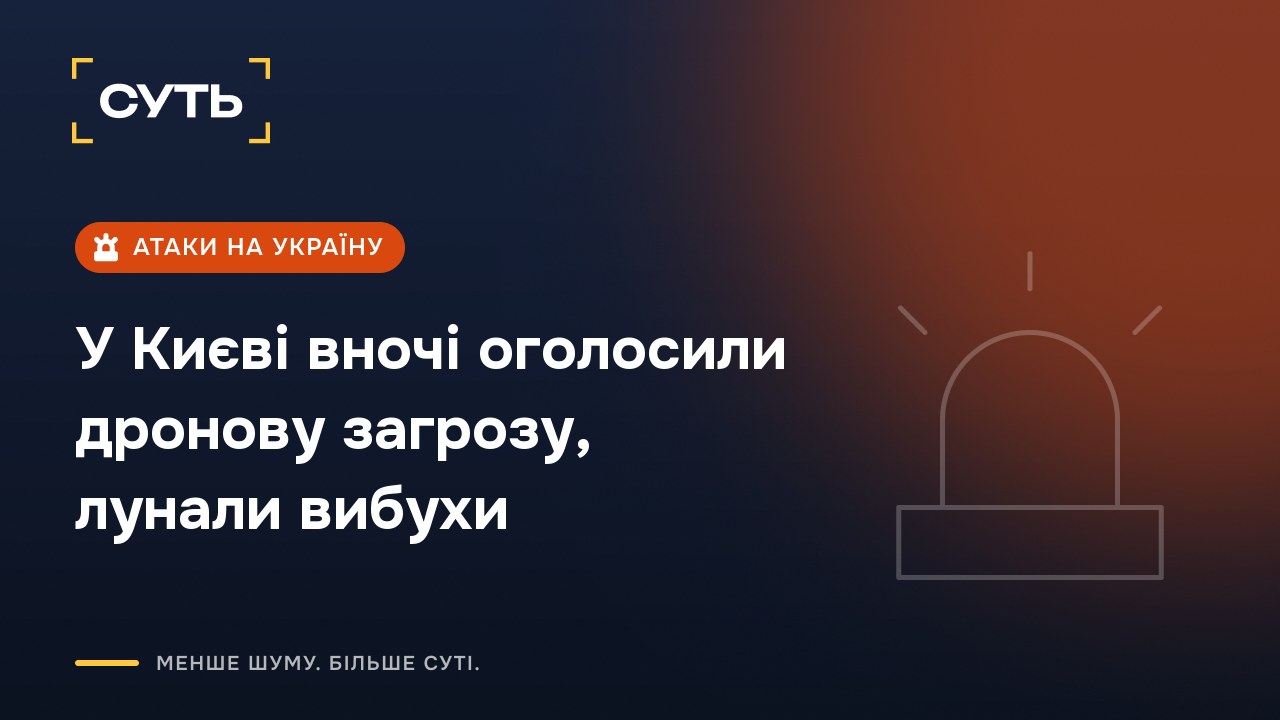 СУТЬ
АТАКИ НА УКРАЇНУ
У Києві вночі оголосили
дронову загрозу,
лунали вибухи
МЕНШЕ ШУМУ. БІЛЬШЕ СУТІ.